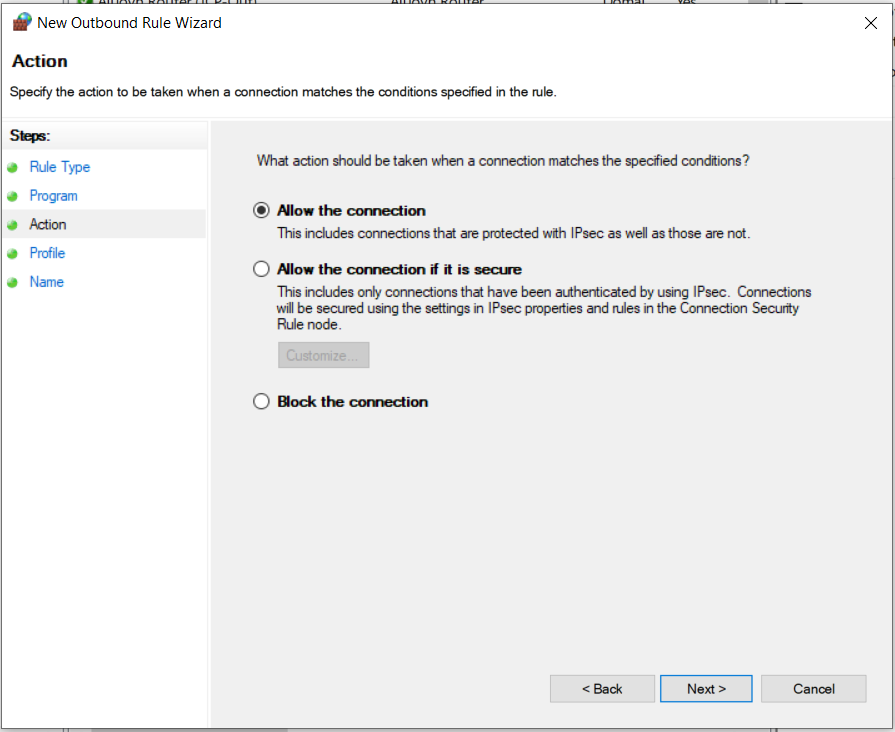 New Outbound Rule Wizard
Action
Specify the action to be taken when a connection matches the conditions specified in the rule.
Steps:
Rule Type
Program
Action
Profile
Name
What action should be taken when a connection matches the specified conditions?
Allow the connection
This includes connections that are protected with IPsec as well as those are not.
Allow the connection if it is secure
This includes only connections that have been authenticated by using IPsec. Connections
will be secured using the settings in IPsec properties and rules in the Connection Security
Rule node.
Customize...
Block the connection
< Back
Next >
Cancel